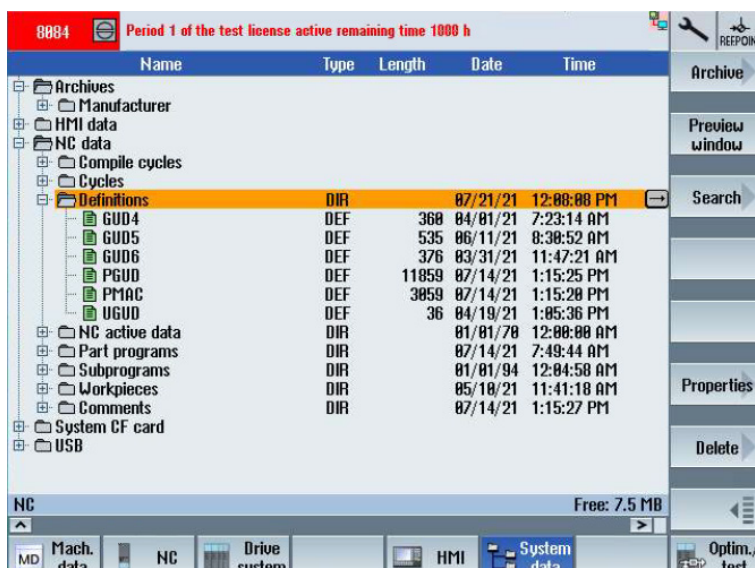 8084 Period 1 of the test license active remaining time 1000 h
REFPOIN
Name Type Length Date Time
Archive
Archives
Manufacturer
HMI data
NC data
Preview window
Compile cycles
Cycles
Definitions DIR 07/21/21 12:08:08 PM
Search
GUD4 DEF 360 04/01/21 7:23:14 AM
GUD5 DEF 535 06/11/21 8:30:52 AM
GUD6 DEF 376 03/31/21 11:47:21 AM
PGUD DEF 11859 07/14/21 1:15:25 PM
PMAC DEF 3059 07/14/21 1:15:20 PM
UGUD DEF 36 04/19/21 1:05:36 PM
NC active data DIR 01/01/70 12:00:00 AM
Part programs DIR 07/14/21 7:49:44 AM
Subprograms DIR 01/01/94 12:04:58 AM
Workpieces DIR 05/10/21 11:41:18 AM
Properties
Comments DIR 07/14/21 1:15:27 PM
System CF card
USB
Delete
NC Free: 7.5 MB
MD Mach. data
NC
Drive system
HMI
System data
Optim./ test